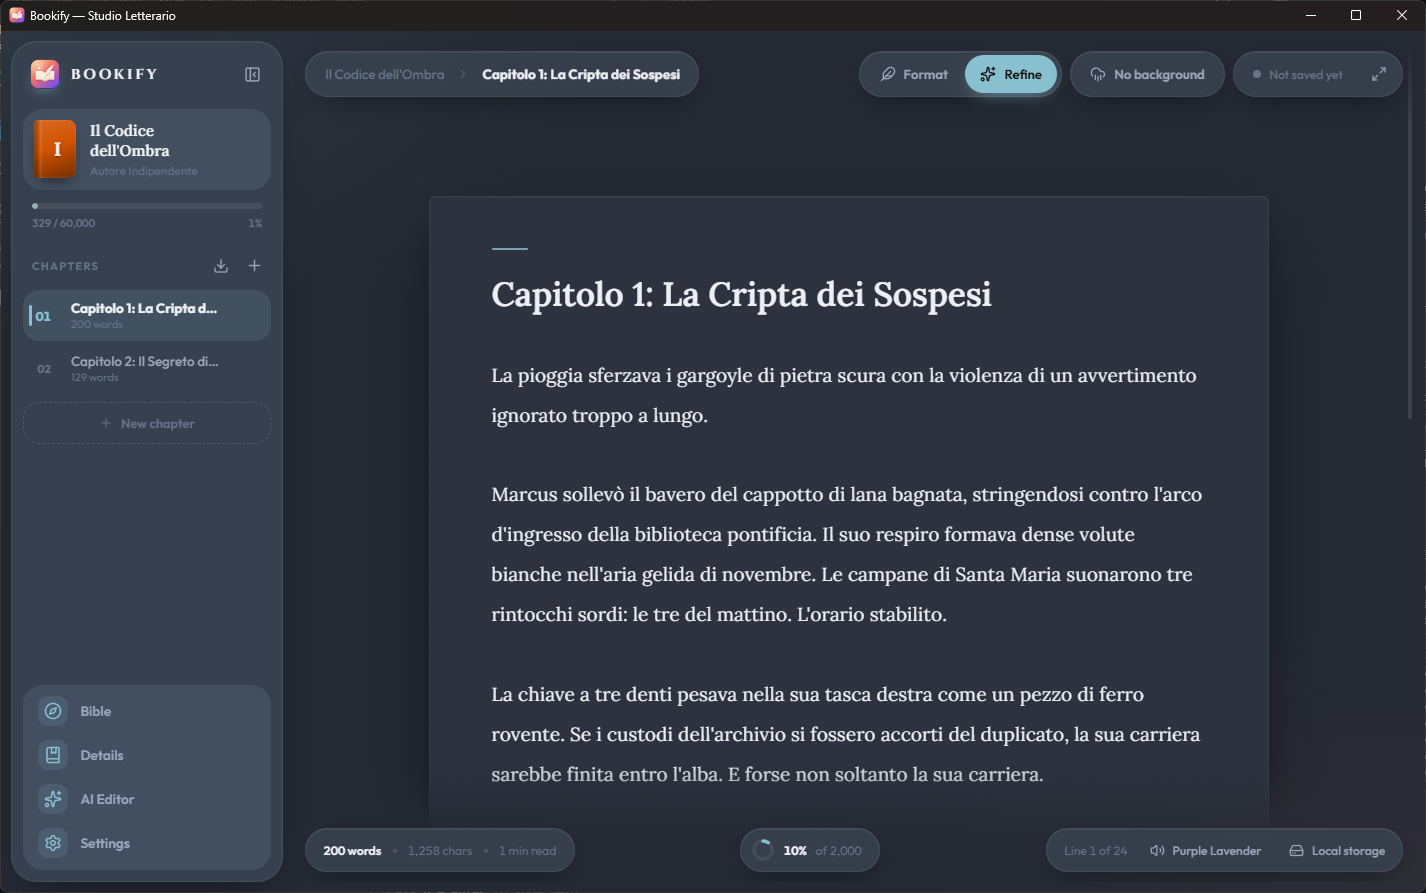 Bookify — Studio Letterario
BOOKIFY
I
Il Codice
dell'Ombra
Autore Indipendente
329 / 60,000
1%
CHAPTERS
01
Capitolo 1: La Cripta d...
200 words
02
Capitolo 2: Il Segreto di...
129 words
+ New chapter
Bible
Details
AI Editor
Settings
Il Codice dell'Ombra > Capitolo 1: La Cripta dei Sospesi
Format
Refine
No background
Not saved yet
Capitolo 1: La Cripta dei Sospesi
La pioggia sferzava i gargoyle di pietra scura con la violenza di un avvertimento
ignorato troppo a lungo.
Marcus sollevò il bavero del cappotto di lana bagnata, stringendosi contro l'arco
d'ingresso della biblioteca pontificia. Il suo respiro formava dense volute
bianche nell'aria gelida di novembre. Le campane di Santa Maria suonarono tre
rintocchi sordi: le tre del mattino. L'orario stabilito.
La chiave a tre denti pesava nella sua tasca destra come un pezzo di ferro
rovente. Se i custodi dell'archivio si fossero accorti del duplicato, la sua carriera
sarebbe finita entro l'alba. E forse non soltanto la sua carriera.
200 words • 1,258 chars • 1 min read
10% of 2,000
Line 1 of 24
Purple Lavender
Local storage